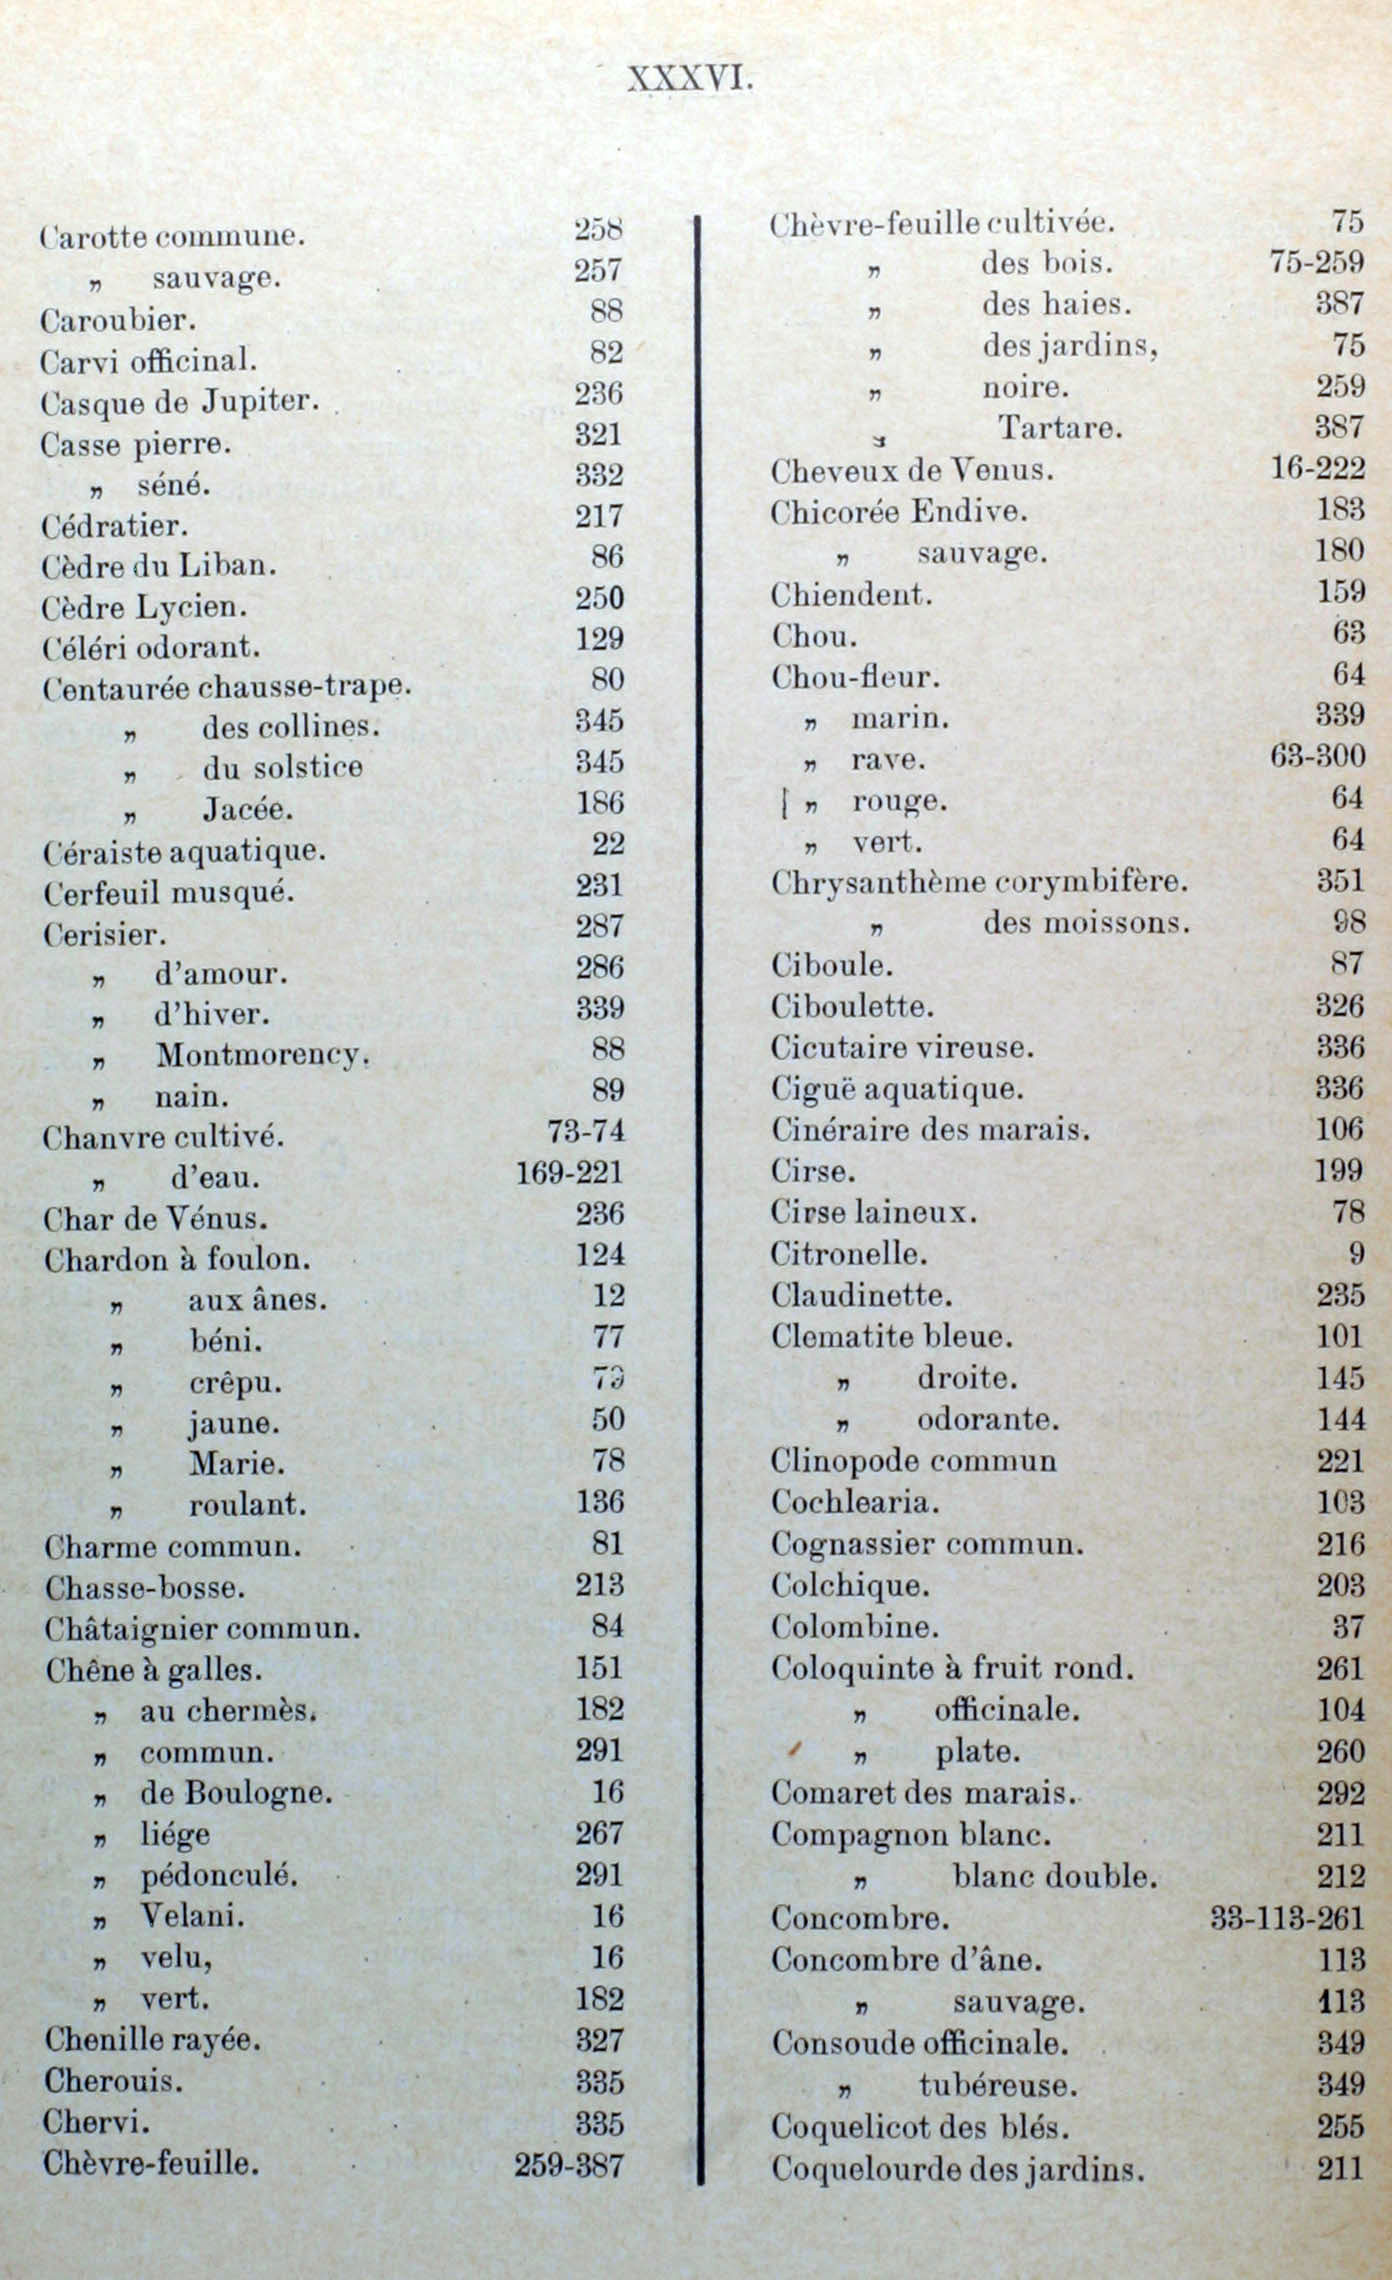 XXXVI.
Carotte commune. 258
„ sauvage. 257
Caroubier. 88
Carvi officinal. 82
Casque de Jupiter. 236
Casse pierre. 321
„ séné. 332
Cédratier. 217
Cèdre du Liban. 86
Cèdre Lycien. 250
Céléri odorant. 129
Centaurée chausse-trape. 80
„ des collines. 345
„ du solstice 345
„ Jacée. 186
Céraiste aquatique. 22
Cerfeuil musqué. 231
Cerisier. 287
„ d'amour. 286
„ d'hiver. 339
„ Montmorency. 88
„ nain. 89
Chanvre cultivé. 73-74
„ d'eau. 169-221
Char de Vénus. 236
Chardon à foulon. 124
„ aux ânes. 12
„ béni. 77
„ crêpu.
„ jaune. 50
„ Marie. 78
„ roulant. 136
Charme commun. 81
Chasse-bosse. 213
Châtaignier commun. 84
Chêne à galles. 151
„ au chermès. 182
„ commun. 291
„ de Boulogne. 16
„ liége 267
„ pédonculé. 291
„ Velani. 16
„ velu, 16
„ vert. 182
Chenille rayée. 327
Cherouis. 335
Chervi. 335
Chèvre-feuille. 259-387
Chèvre-feuille cultivée. 75
„ des bois. 75-259
„ des haies. 387
„ des jardins, 75
„ noire. 259
„ Tartare. 387
Cheveux de Venus. 16-222
Chicorée Endive. 183
„ sauvage. 180
Chiendent. 159
Chou. 63
Chou-fleur. 64
„ marin. 339
„ rave. 63-300
„ rouge. 64
„ vert. 64
Chrysanthème corymbifère. 351
„ des moissons. 98
Ciboule. 87
Ciboulette. 326
Cicutaire vireuse. 336
Ciguë aquatique. 336
Cinéraire des marais. 106
Cirse. 199
Cirse laineux. 78
Citronelle. 9
Claudinette. 235
Clematite bleue. 101
„ droite. 145
„ odorante. 144
Clinopode commun 221
Cochlearia. 103
Cognassier commun. 216
Colchique. 203
Colombine. 37
Coloquinte à fruit rond. 261
„ officinale. 104
„ plate. 260
Comaret des marais. 292
Compagnon blanc. 211
„ blanc double. 212
Concombre. 33-113-261
Concombre d'âne. 113
„ sauvage. 113
Consoude officinale. 349
„ tubéreuse. 349
Coquelicot des blés. 255
Coquelourde des jardins. 211